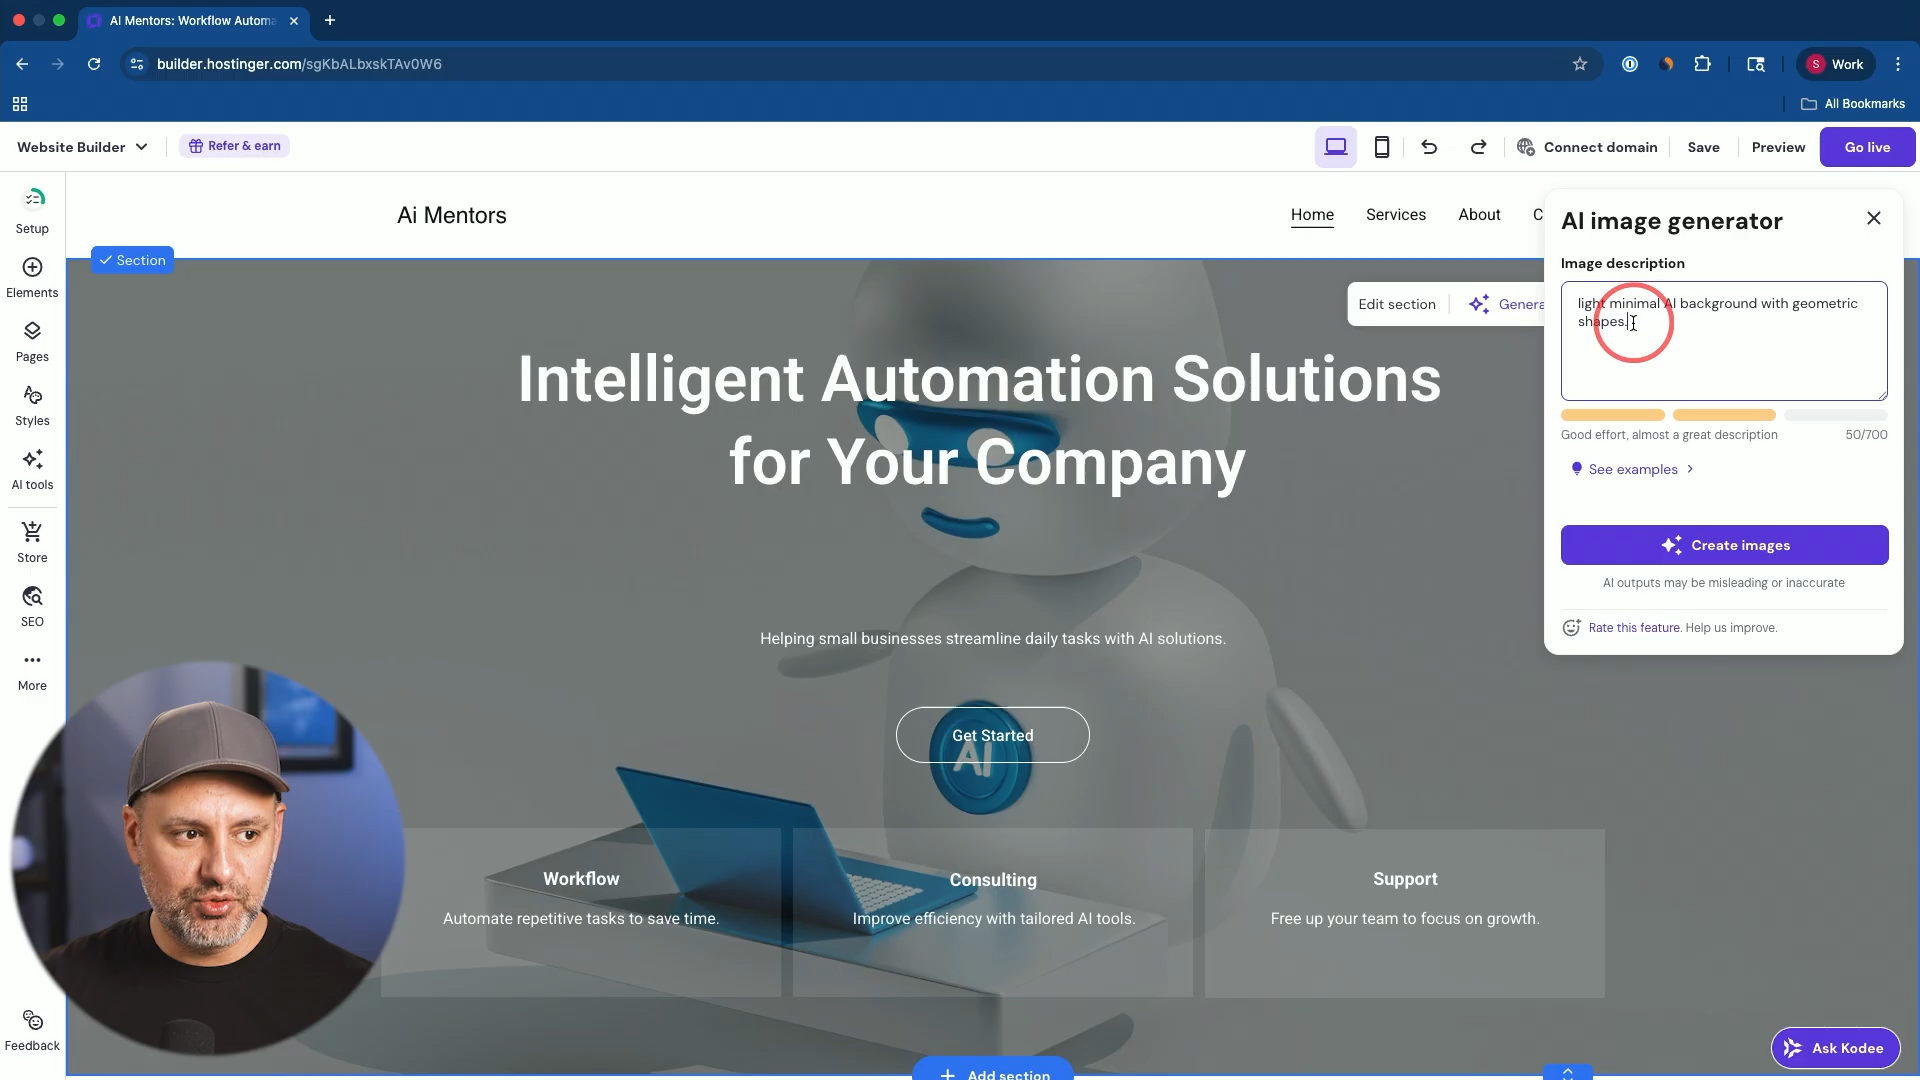 AI Mentors: Workflow Automa
builder.hostinger.com/sgKbALbxskTAv0W6
S Work
All Bookmarks
Website Builder
Refer & earn
Connect domain
Save
Preview
Go live
Setup
Elements
Pages
Styles
AI tools
Store
SEO
More
Feedback
Ai Mentors
Home Services About C
Section
Edit section
Genera
Intelligent Automation Solutions
for Your Company
Helping small businesses streamline daily tasks with AI solutions.
Get Started
AI
Workflow
Automate repetitive tasks to save time.
Consulting
Improve efficiency with tailored AI tools.
Support
Free up your team to focus on growth.
Add section
AI image generator
Image description
light minimal AI background with geometric
shapes.
Good effort, almost a great description 50/700
See examples
Create images
AI outputs may be misleading or inaccurate
Rate this feature. Help us improve.
Ask Kodee